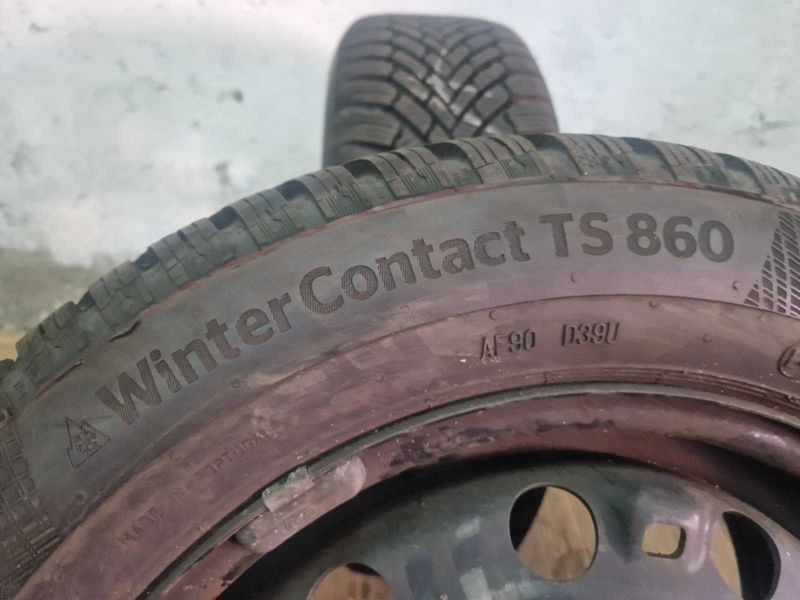 WinterContact TS 860
AF90 D39U
MADE IN PORTUGAL